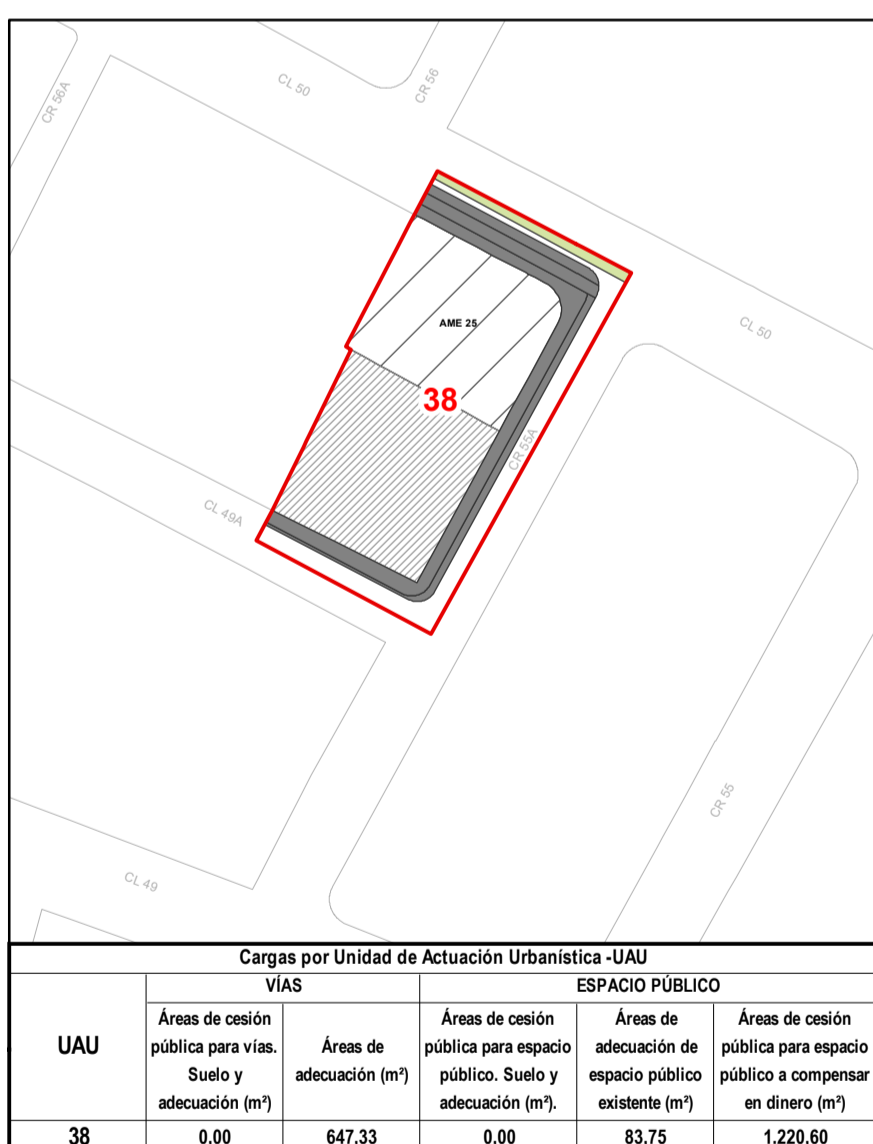 CR 56A
CL 50
CR 56
CL 50
AME 25
38
CR 55A
CL 49A
CR 55
CL 49
Cargas por Unidad de Actuación Urbanística -UAU
VÍAS ESPACIO PÚBLICO
UAU
Áreas de cesión
pública para vías.
Suelo y
adecuación (m²)
Áreas de
adecuación (m²)
Áreas de cesión
pública para espacio
público. Suelo y
adecuación (m²).
Áreas de
adecuación de
espacio público
existente (m²)
Áreas de cesión
pública para espacio
público a compensar
en dinero (m²)
38 0.00 647.33 0.00 83.75 1,220.60